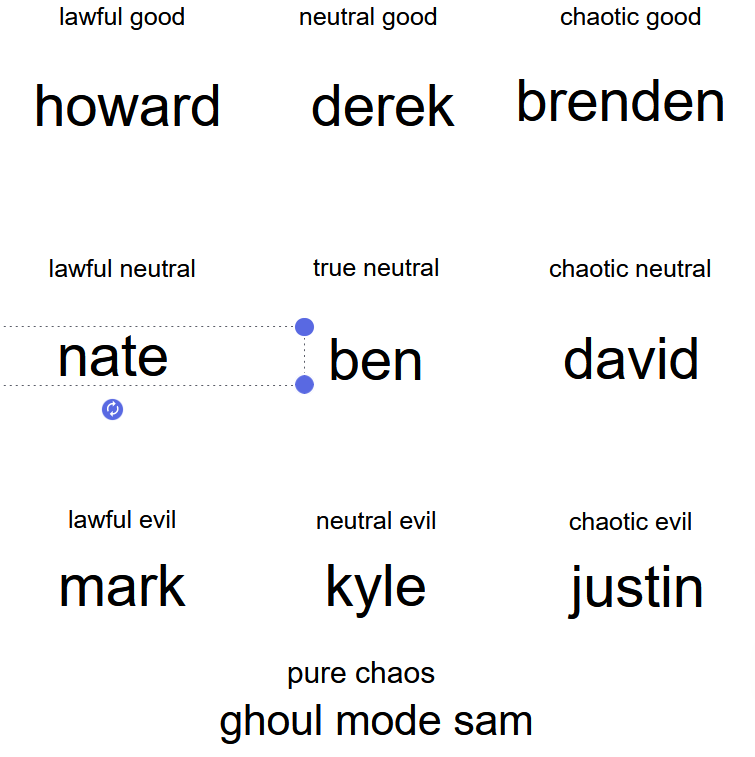 lawful good neutral good chaotic good
howard derek brenden
lawful neutral true neutral chaotic neutral
nate ben david
lawful evil neutral evil chaotic evil
mark kyle justin
pure chaos
ghoul mode sam